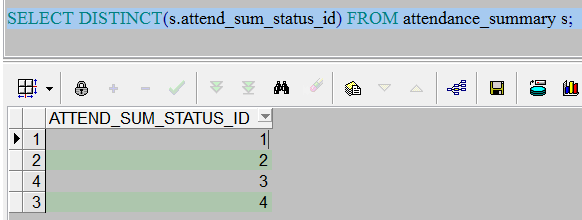 SELECT DISTINCT(s.attend_sum_status_id) FROM attendance_summary s;
ATTEND_SUM_STATUS_ID
1 1
2 2
4 3
3 4